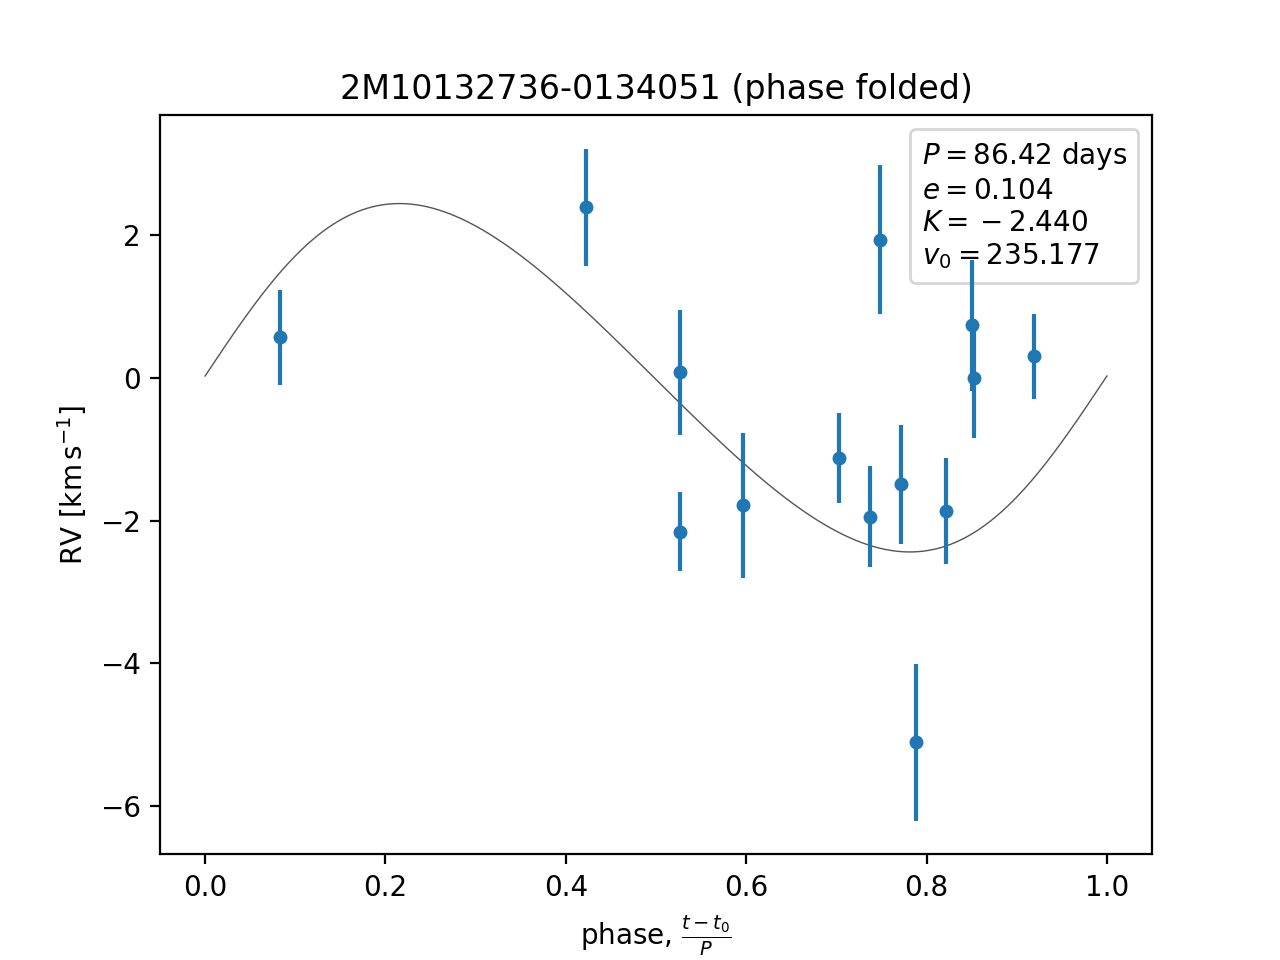 2M10132736-0134051 (phase folded)
P = 86.42 days
e = 0.104
K = −2.440
v₀ = 235.177
RV [km s⁻¹]
2
0
−2
−4
−6
0.0 0.2 0.4 0.6 0.8 1.0
phase, (t − t₀)/P